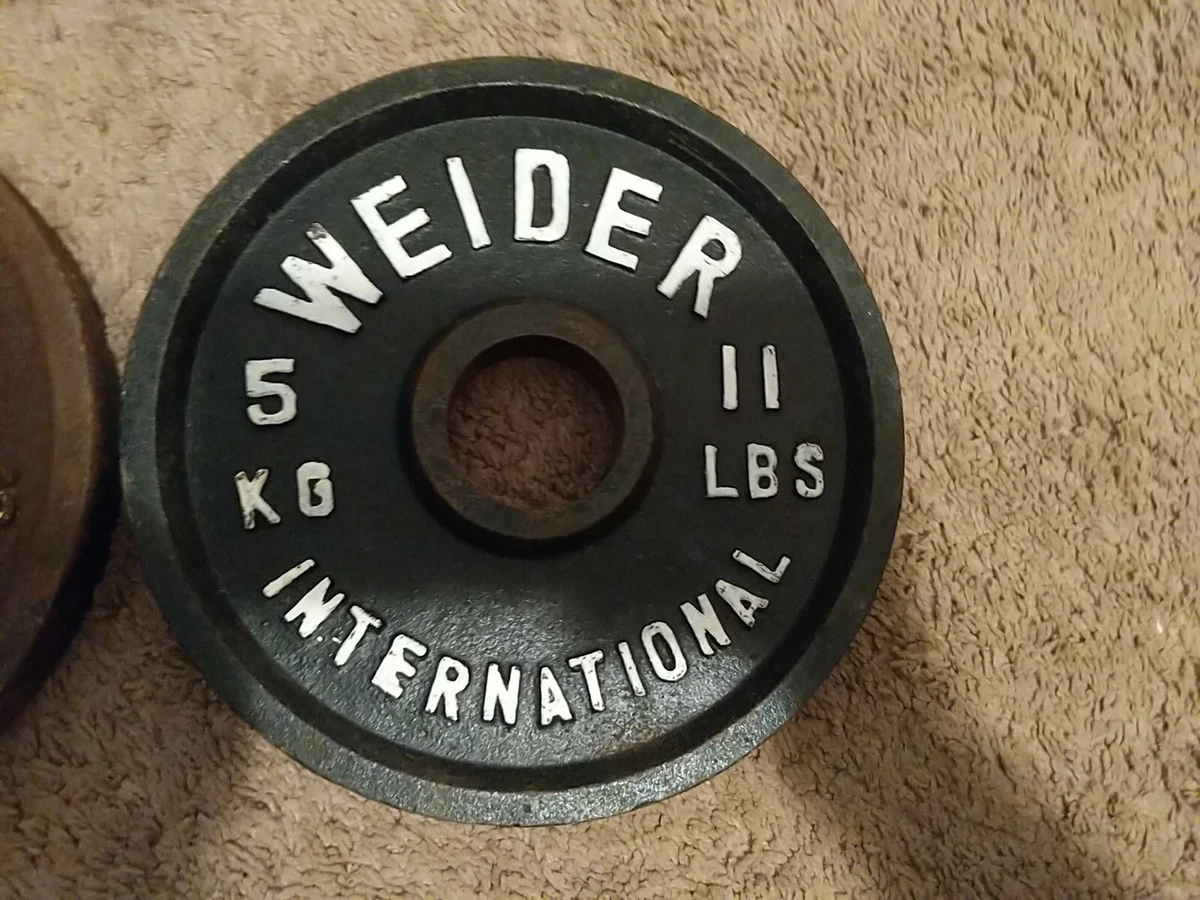 WEIDER
5
KG
11
LBS
INTERNATIONAL